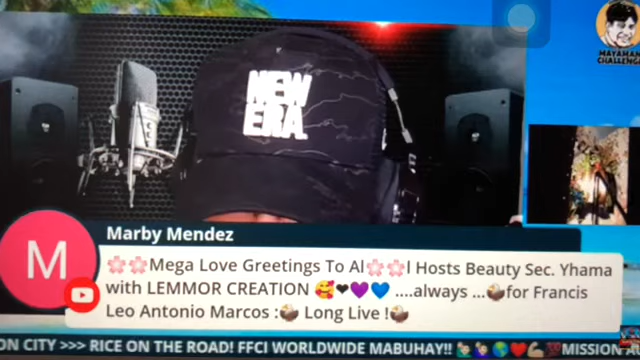 NEW
ERA
MAYAMAN
CHALLENGE
M
Marby Mendez
🌸🌸Mega Love Greetings To Al🌸🌸l Hosts Beauty Sec. Yhama
with LEMMOR CREATION 🥰❤💜💙 ....always ...🪺for Francis
Leo Antonio Marcos :🪺 Long Live !🪺
ON CITY >>> RICE ON THE ROAD! FFCI WORLDWIDE MABUHAY!! 🌎❤️💪💯MISSION